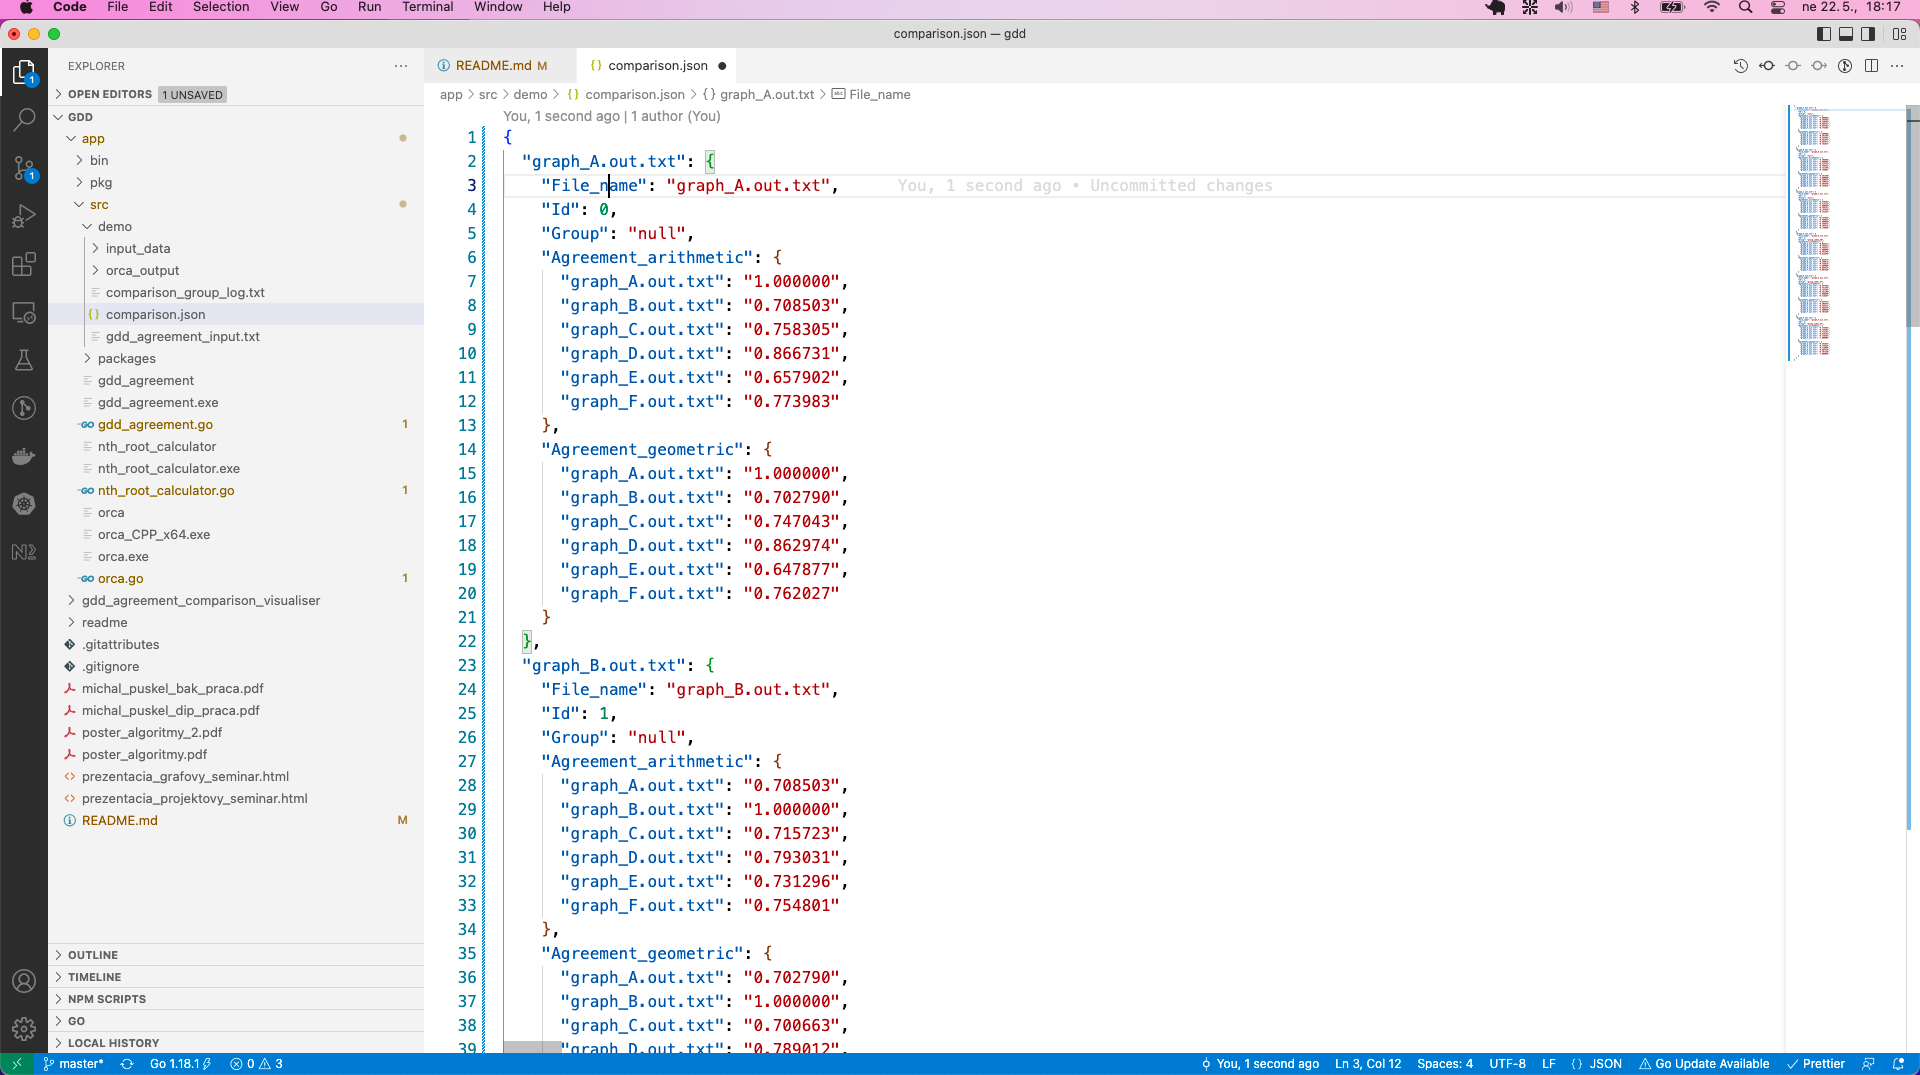 Code File Edit Selection View Go Run Terminal Window Help ne 22. 5., 18:17
comparison.json — gdd
EXPLORER
OPEN EDITORS 1 UNSAVED
GDD
app
bin
pkg
src
demo
input_data
orca_output
comparison_group_log.txt
{} comparison.json
gdd_agreement_input.txt
packages
gdd_agreement
gdd_agreement.exe
GO gdd_agreement.go 1
nth_root_calculator
nth_root_calculator.exe
GO nth_root_calculator.go 1
orca
orca_CPP_x64.exe
orca.exe
GO orca.go 1
gdd_agreement_comparison_visualiser
readme
.gitattributes
.gitignore
michal_puskel_bak_praca.pdf
michal_puskel_dip_praca.pdf
poster_algoritmy_2.pdf
poster_algoritmy.pdf
prezentacia_grafovy_seminar.html
prezentacia_projektovy_seminar.html
README.md M
OUTLINE
TIMELINE
NPM SCRIPTS
GO
LOCAL HISTORY
README.md M {} comparison.json
app > src > demo > {} comparison.json > {} graph_A.out.txt > File_name
You, 1 second ago | 1 author (You)
1 {
2 "graph_A.out.txt": {
3 "File_name": "graph_A.out.txt", You, 1 second ago • Uncommitted changes
4 "Id": 0,
5 "Group": "null",
6 "Agreement_arithmetic": {
7 "graph_A.out.txt": "1.000000",
8 "graph_B.out.txt": "0.708503",
9 "graph_C.out.txt": "0.758305",
10 "graph_D.out.txt": "0.866731",
11 "graph_E.out.txt": "0.657902",
12 "graph_F.out.txt": "0.773983"
13 },
14 "Agreement_geometric": {
15 "graph_A.out.txt": "1.000000",
16 "graph_B.out.txt": "0.702790",
17 "graph_C.out.txt": "0.747043",
18 "graph_D.out.txt": "0.862974",
19 "graph_E.out.txt": "0.647877",
20 "graph_F.out.txt": "0.762027"
21 }
22 },
23 "graph_B.out.txt": {
24 "File_name": "graph_B.out.txt",
25 "Id": 1,
26 "Group": "null",
27 "Agreement_arithmetic": {
28 "graph_A.out.txt": "0.708503",
29 "graph_B.out.txt": "1.000000",
30 "graph_C.out.txt": "0.715723",
31 "graph_D.out.txt": "0.793031",
32 "graph_E.out.txt": "0.731296",
33 "graph_F.out.txt": "0.754801"
34 },
35 "Agreement_geometric": {
36 "graph_A.out.txt": "0.702790",
37 "graph_B.out.txt": "1.000000",
38 "graph_C.out.txt": "0.700663",
39 "graph_D.out.txt": "0.789012",
master* Go 1.18.1 0 3 You, 1 second ago Ln 3, Col 12 Spaces: 4 UTF-8 LF {} JSON Go Update Available Prettier